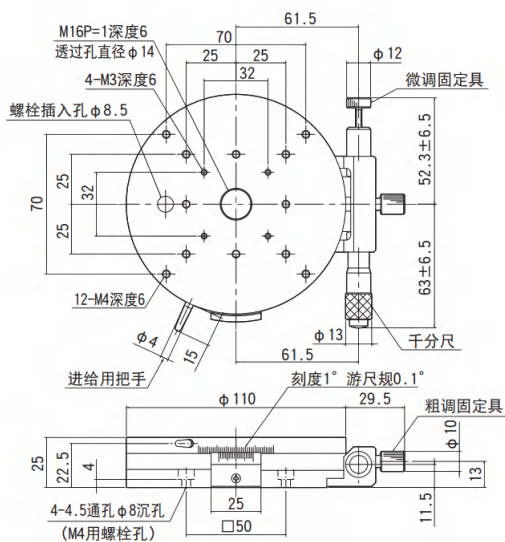 61.5
M16P=1深度6
透过孔直径φ14
70
25
25
φ12
4-M3深度6
32
微调固定具
螺栓插入孔φ8.5
52.3±6.5
70
25
32
25
63±6.5
12-M4深度6
φ4
15
φ13
千分尺
进给用把手
61.5
刻度1° 游尺规0.1°
φ110
29.5
粗调固定具
φ10
25
22.5
4
13
11.5
4-4.5通孔φ8沉孔
(M4用螺栓孔)
25
□50